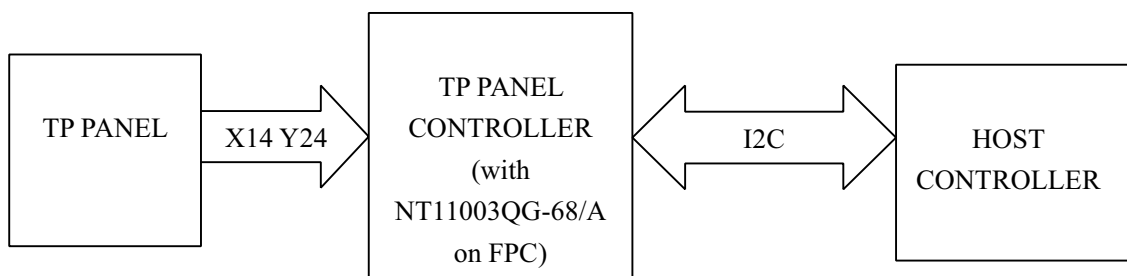 TP PANEL
X14 Y24
TP PANEL
CONTROLLER
(with
NT11003QG-68/A
on FPC)
I2C
HOST
CONTROLLER